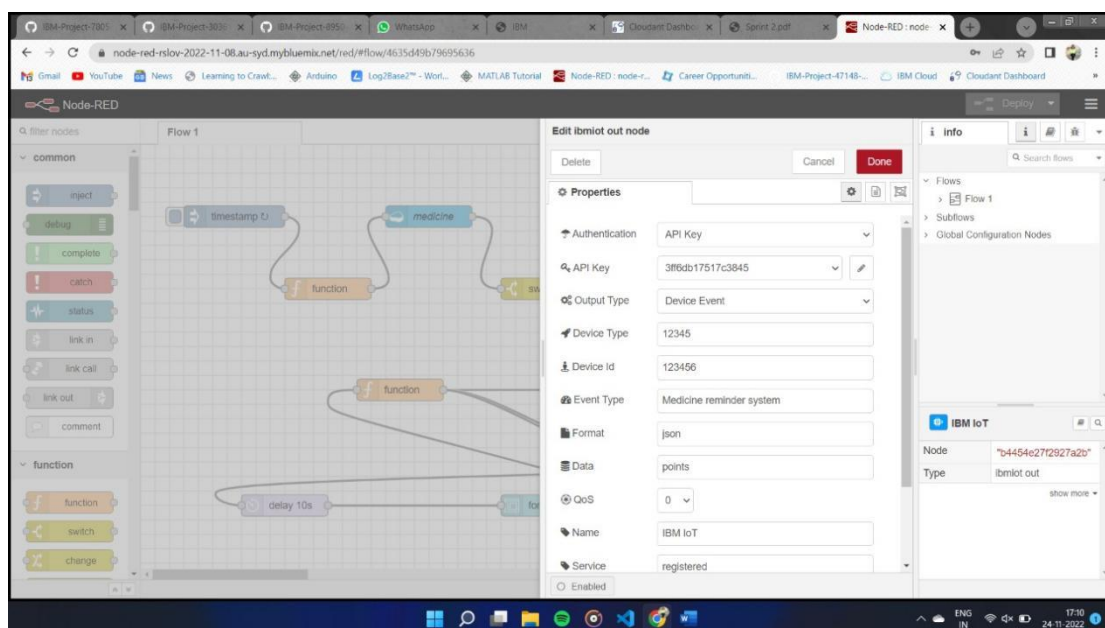 IBM-Project-7805
IBM-Project-3036
IBM-Project-8959
WhatsApp
IBM
Cloudant Dashbo
Sprint 2.pdf
Node-RED : node
node-red-rslov-2022-11-08.au-syd.mybluemix.net/red/#flow/4635d49b79695636
Gmail
YouTube
News
Learning to Crawl:...
Arduino
Log2Base2™ - Worl...
MATLAB Tutorial
Node-RED : node-r...
Career Opportuniti...
IBM-Project-47148-...
IBM Cloud
Cloudant Dashboard
»
Node-RED
Deploy
filter nodes
common
inject
debug
complete
catch
status
link in
link call
link out
comment
function
function
switch
change
Flow 1
timestamp ↻
medicine
function
sw
function
delay 10s
for
Edit ibmiot out node
Delete
Cancel
Done
Properties
Authentication
API Key
API Key
3ff6db17517c3845
Output Type
Device Event
Device Type
12345
Device Id
123456
Event Type
Medicine reminder system
Format
json
Data
points
QoS
0
Name
IBM IoT
Service
registered
Enabled
i info
Search flows
Flows
Flow 1
Subflows
Global Configuration Nodes
IBM IoT
Node
"b4454e27f2927a2b"
Type
ibmiot out
show more
ENG
IN
17:10
24-11-2022